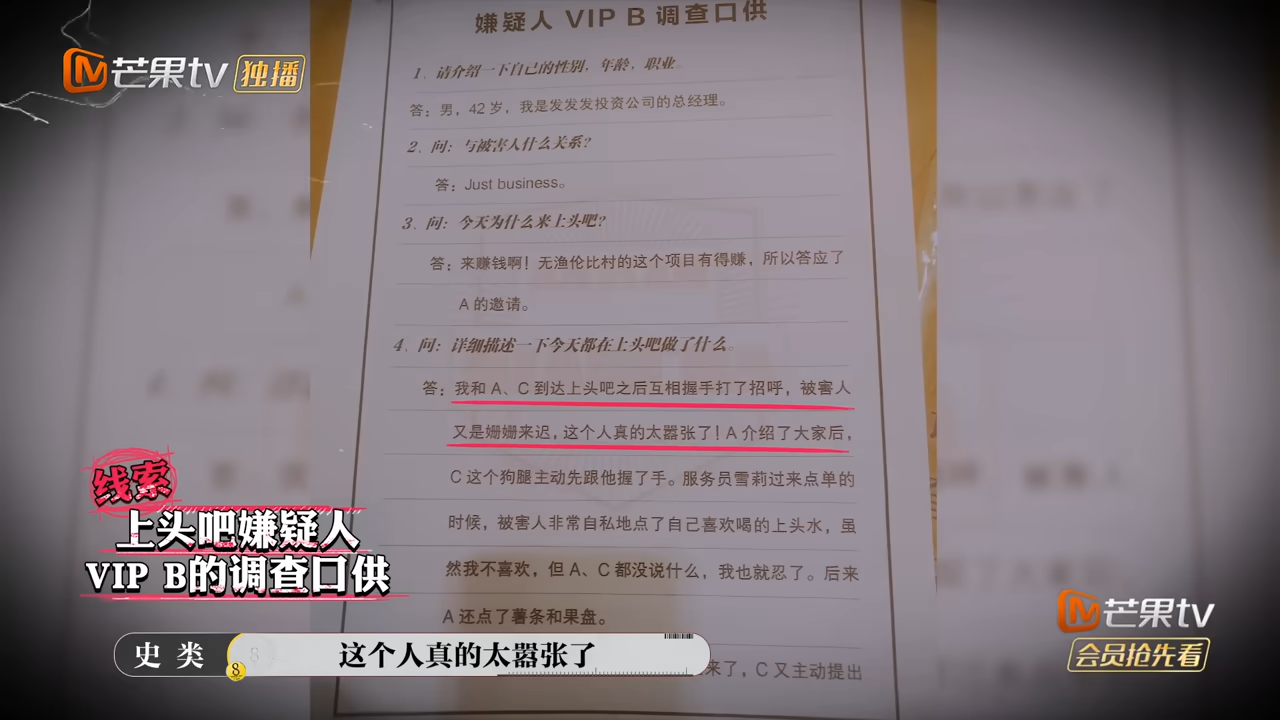 嫌疑人 VIP B 调查口供
芒果tv 独播
1、请介绍一下自己的性别，年龄，职业。
答：男，42 岁，我是发发发投资公司的总经理。
2、问：与被害人什么关系？
答：Just business。
3、问：今天为什么来上头吧？
答：来赚钱啊！无渔伦比村的这个项目有得赚，所以答应了
A 的邀请。
4、问：详细描述一下今天都在上头吧做了什么。
答：我和 A、C 到达上头吧之后互相握手打了招呼，被害人
又是姗姗来迟，这个人真的太嚣张了！A 介绍了大家后，
C 这个狗腿主动先跟他握了手。服务员雪莉过来点单的
时候，被害人非常自私地点了自己喜欢喝的上头水，虽
然我不喜欢，但 A、C 都没说什么，我也就忍了。后来
A 还点了薯条和果盘。
来了，C 又主动提出
线索
上头吧嫌疑人
VIP B的调查口供
史类
8
这个人真的太嚣张了
芒果tv
会员抢先看